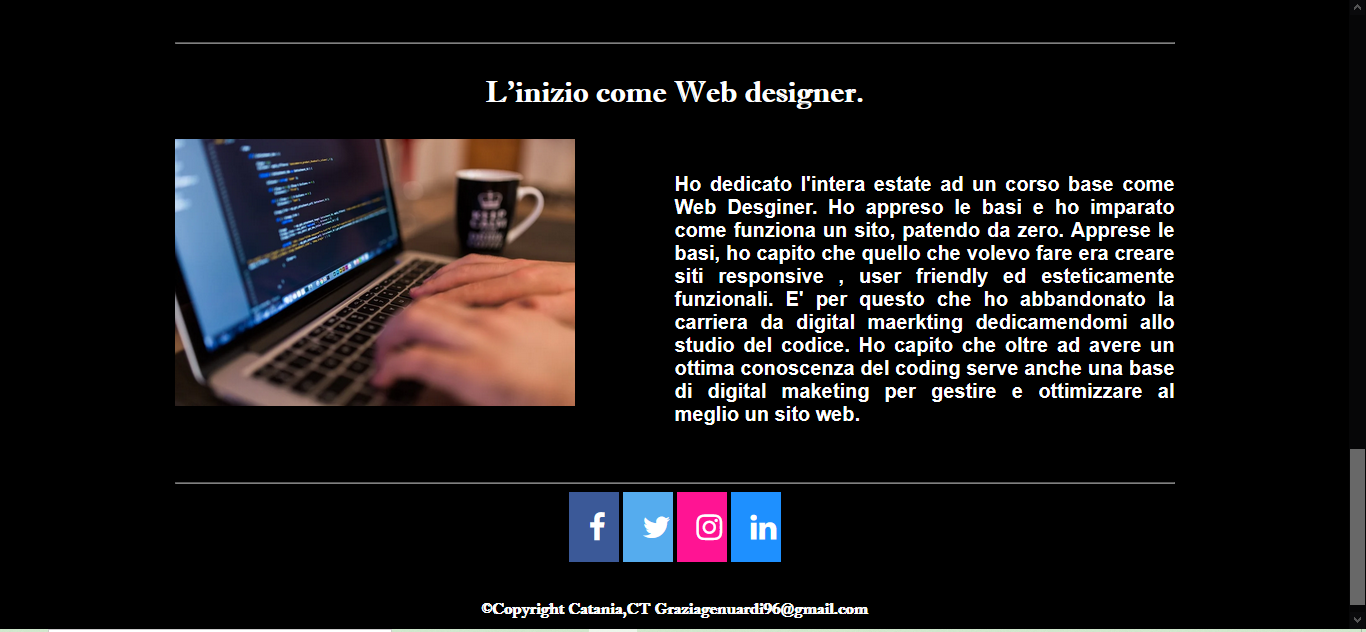 L’inizio come Web designer.
KEEP
Ho dedicato l'intera estate ad un corso base come
Web Desginer. Ho appreso le basi e ho imparato
come funziona un sito, patendo da zero. Apprese le
basi, ho capito che quello che volevo fare era creare
siti responsive , user friendly ed esteticamente
funzionali. E' per questo che ho abbandonato la
carriera da digital maerkting dedicamendomi allo
studio del codice. Ho capito che oltre ad avere un
ottima conoscenza del coding serve anche una base
di digital maketing per gestire e ottimizzare al
meglio un sito web.
©Copyright Catania,CT Graziagenuardi96@gmail.com